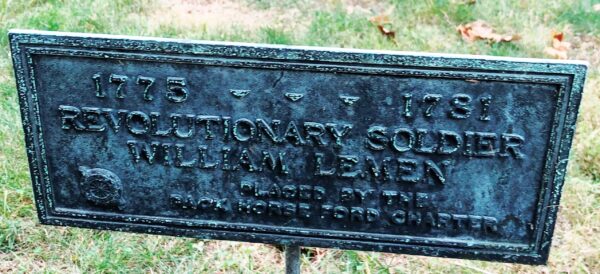 1775 1781
REVOLUTIONARY SOLDIER
WILLIAM LEMEN
PLACED BY THE
PACK HORSE FORD CHAPTER